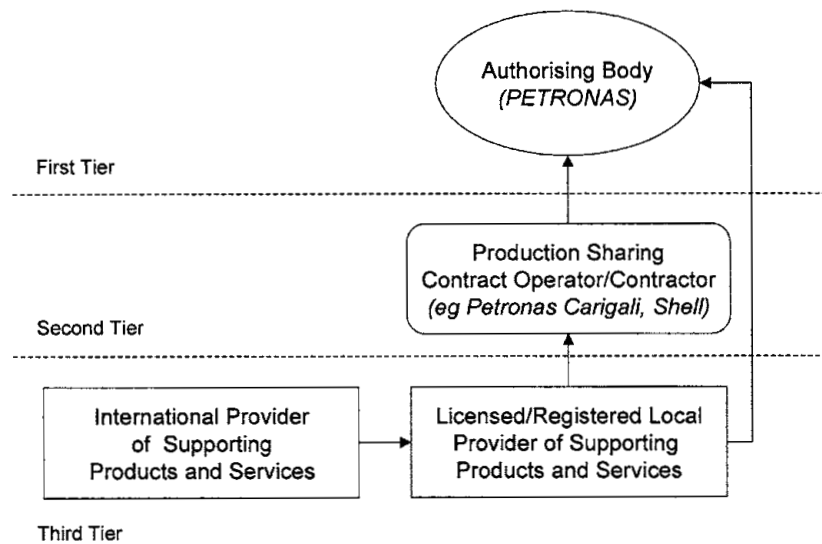 Authorising Body
(PETRONAS)
First Tier
Production Sharing
Contract Operator/Contractor
(eg Petronas Carigali, Shell)
Second Tier
International Provider
of Supporting
Products and Services
Licensed/Registered Local
Provider of Supporting
Products and Services
Third Tier